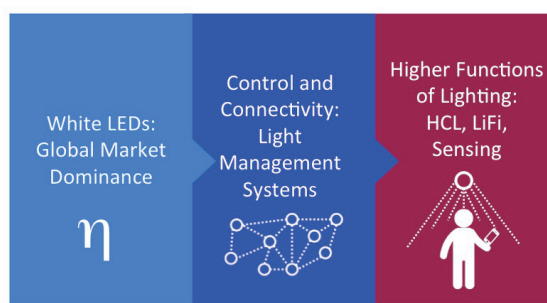 White LEDs:
Global Market
Dominance
η
Control and
Connectivity:
Light
Management
Systems
Higher Functions
of Lighting:
HCL, LiFi,
Sensing